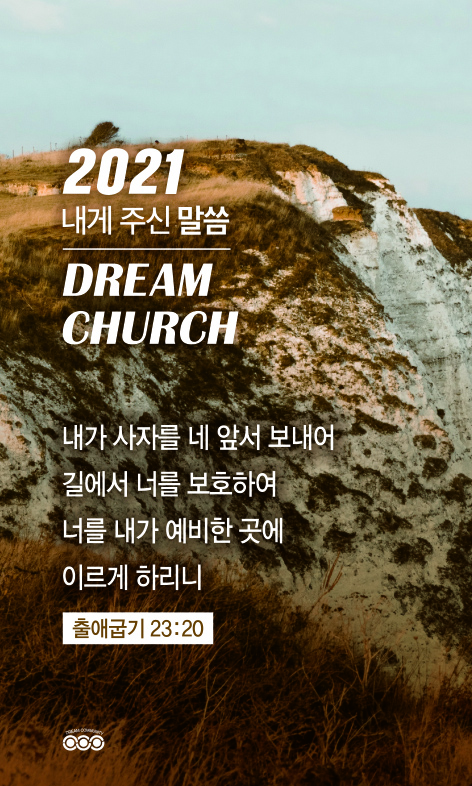 2021
내게 주신 말씀
DREAM
CHURCH
내가 사자를 네 앞서 보내어
길에서 너를 보호하여
너를 내가 예비한 곳에
이르게 하리니
출애굽기 23:20
DREAM COMMUNITY